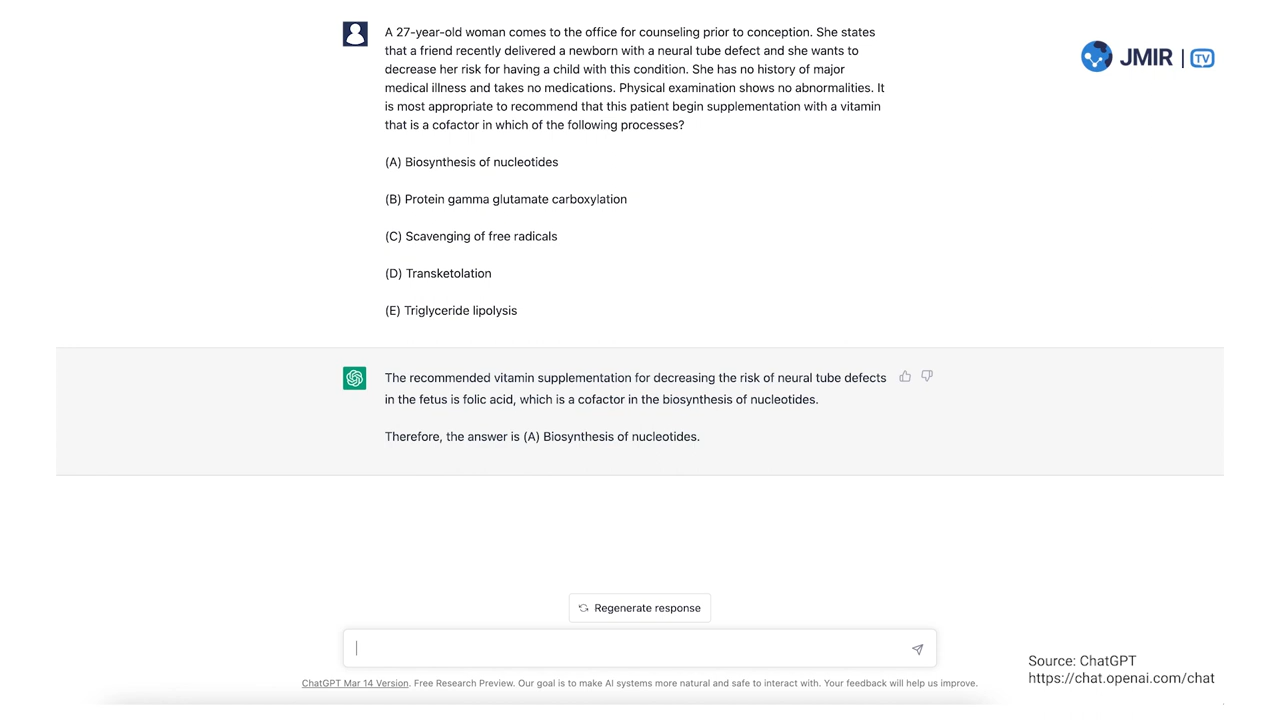 A 27-year-old woman comes to the office for counseling prior to conception. She states
that a friend recently delivered a newborn with a neural tube defect and she wants to
decrease her risk for having a child with this condition. She has no history of major
medical illness and takes no medications. Physical examination shows no abnormalities. It
is most appropriate to recommend that this patient begin supplementation with a vitamin
that is a cofactor in which of the following processes?
(A) Biosynthesis of nucleotides
(B) Protein gamma glutamate carboxylation
(C) Scavenging of free radicals
(D) Transketolation
(E) Triglyceride lipolysis
JMIR | TV
The recommended vitamin supplementation for decreasing the risk of neural tube defects
in the fetus is folic acid, which is a cofactor in the biosynthesis of nucleotides.
Therefore, the answer is (A) Biosynthesis of nucleotides.
Regenerate response
ChatGPT Mar 14 Version. Free Research Preview. Our goal is to make AI systems more natural and safe to interact with. Your feedback will help us improve.
Source: ChatGPT
https://chat.openai.com/chat